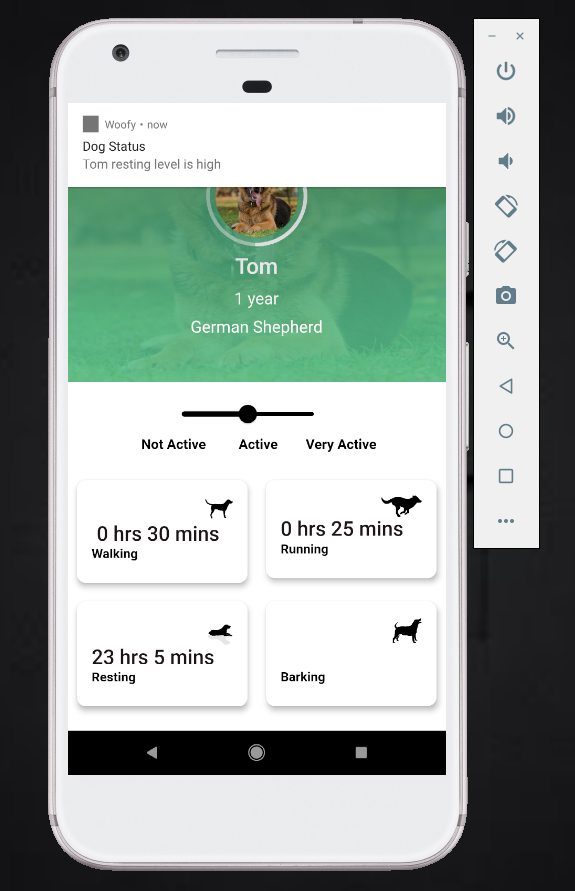 Woofy • now
Dog Status
Tom resting level is high
Tom
1 year
German Shepherd
Not Active Active Very Active
0 hrs 30 mins
Walking
0 hrs 25 mins
Running
23 hrs 5 mins
Resting
Barking